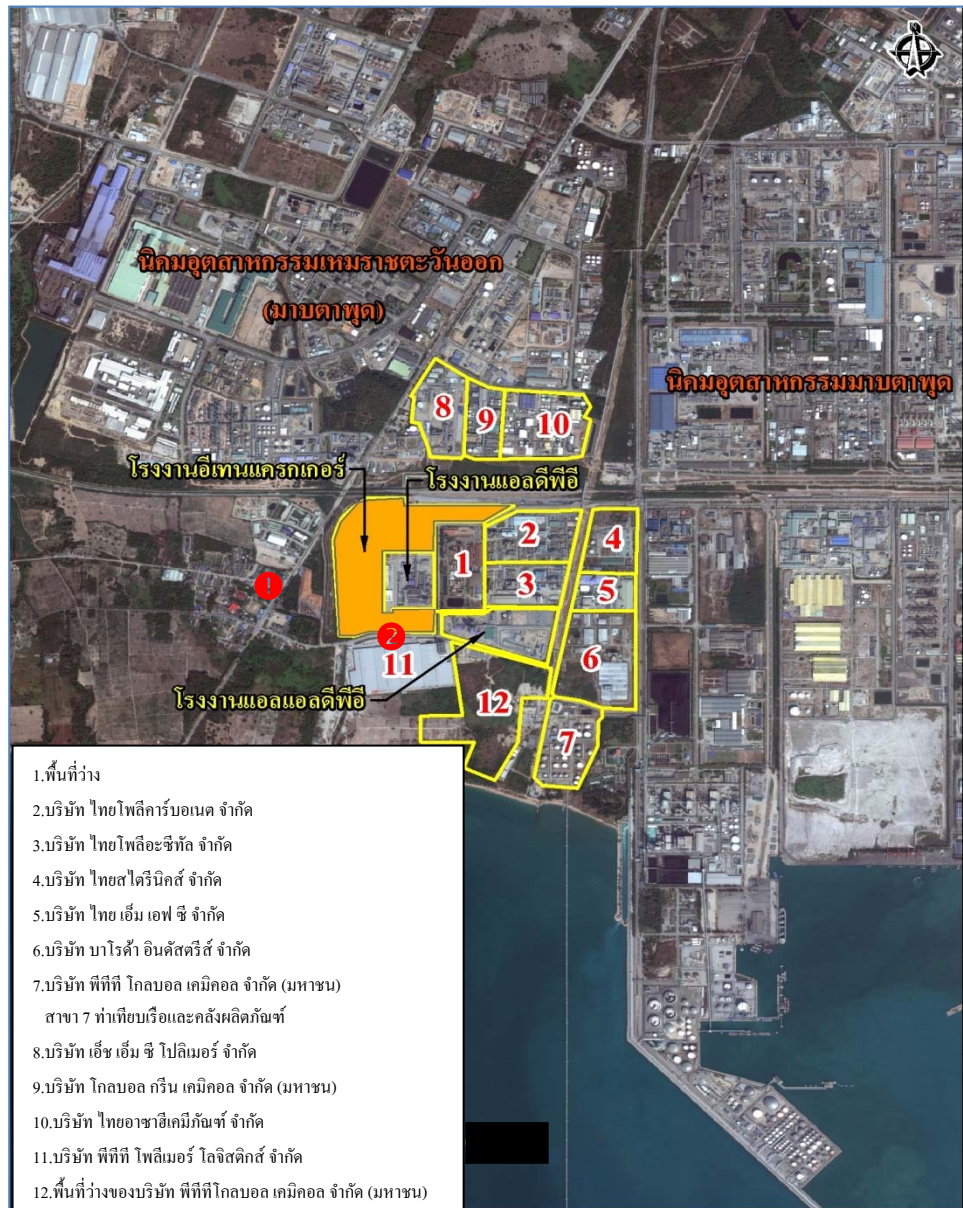 นิคมอุตสาหกรรมเหมราชตะวันออก
(มาบตาพุด)
นิคมอุตสาหกรรมมาบตาพุด
8
9
10
โรงงานอีเทนแครกเกอร์
โรงงานแอลดีพีอี
1
2
3
4
5
!
2
11
6
โรงงานแอลแอลดีพีอี
12
7
1.พื้นที่ว่าง
2.บริษัท ไทยโพลีคาร์บอเนต จำกัด
3.บริษัท ไทยโพลีอะซีทัล จำกัด
4.บริษัท ไทยสไตรีนิคส์ จำกัด
5.บริษัท ไทย เอ็ม เอฟ ซี จำกัด
6.บริษัท บาโรด้า อินดัสตรีส์ จำกัด
7.บริษัท พีทีที โกลบอล เคมิคอล จำกัด (มหาชน)
สาขา 7 ท่าเทียบเรือและคลังผลิตภัณฑ์
8.บริษัท เอ็ช เอ็ม ซี โปลิเมอร์ จำกัด
9.บริษัท โกลบอล กรีน เคมิคอล จำกัด (มหาชน)
10.บริษัท ไทยอาซาฮีเคมีภัณฑ์ จำกัด
11.บริษัท พีทีที โพลีเมอร์ โลจิสติกส์ จำกัด
12.พื้นที่ว่างของบริษัท พีทีทีโกลบอล เคมิคอล จำกัด (มหาชน)